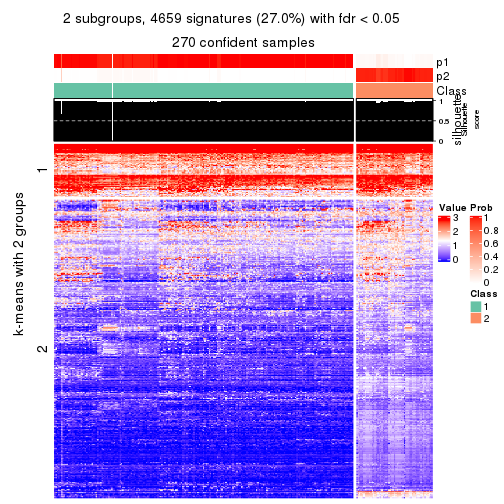 2 subgroups, 4659 signatures (27.0%) with fdr < 0.05
270 confident samples
p1
p2
Class
1
0.5
0
silhouette
Silhouette
score
k-means with 2 groups
1
2
Value
3
2
1
0
Prob
1
0.8
0.6
0.4
0.2
0
Class
1
2